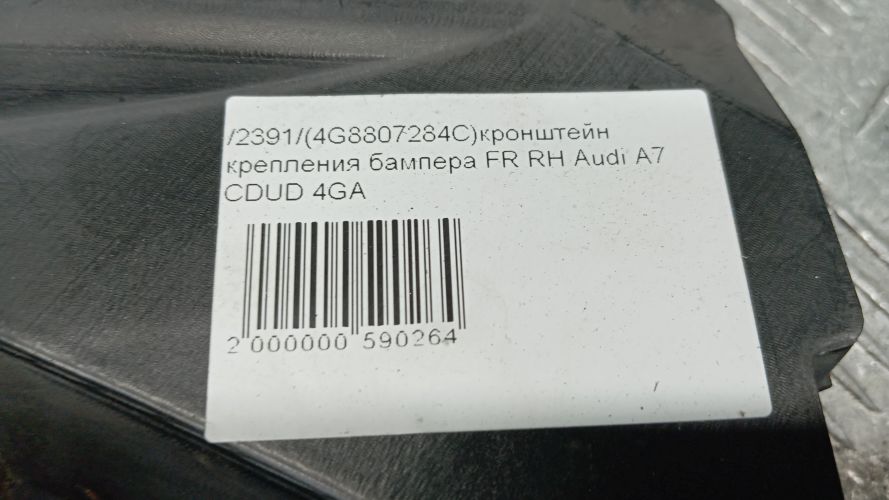 /2391/(4G8807284C)кронштейн
крепления бампера FR RH Audi A7
CDUD 4GA
2 000000 590264